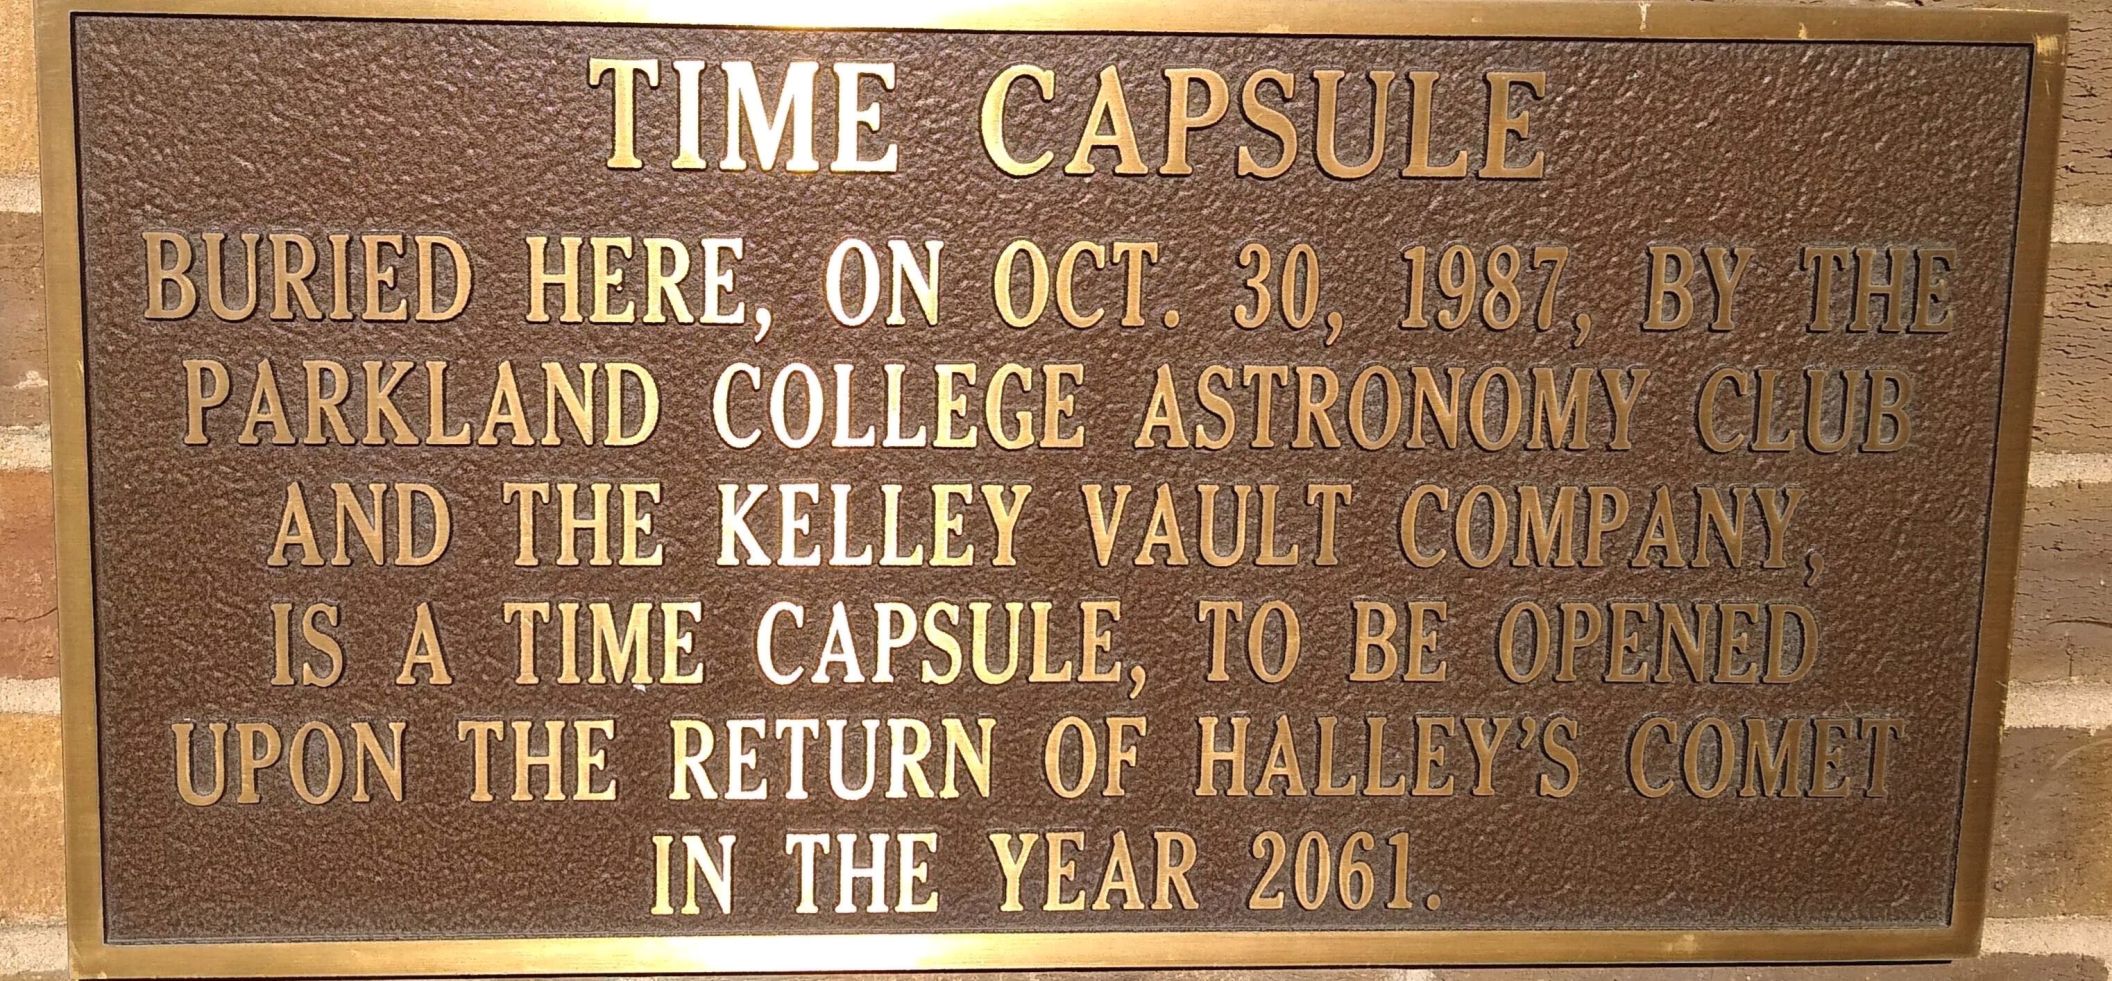 TIME CAPSULE
BURIED HERE, ON OCT. 30, 1987, BY THE
PARKLAND COLLEGE ASTRONOMY CLUB
AND THE KELLEY VAULT COMPANY,
IS A TIME CAPSULE, TO BE OPENED
UPON THE RETURN OF HALLEY'S COMET
IN THE YEAR 2061.